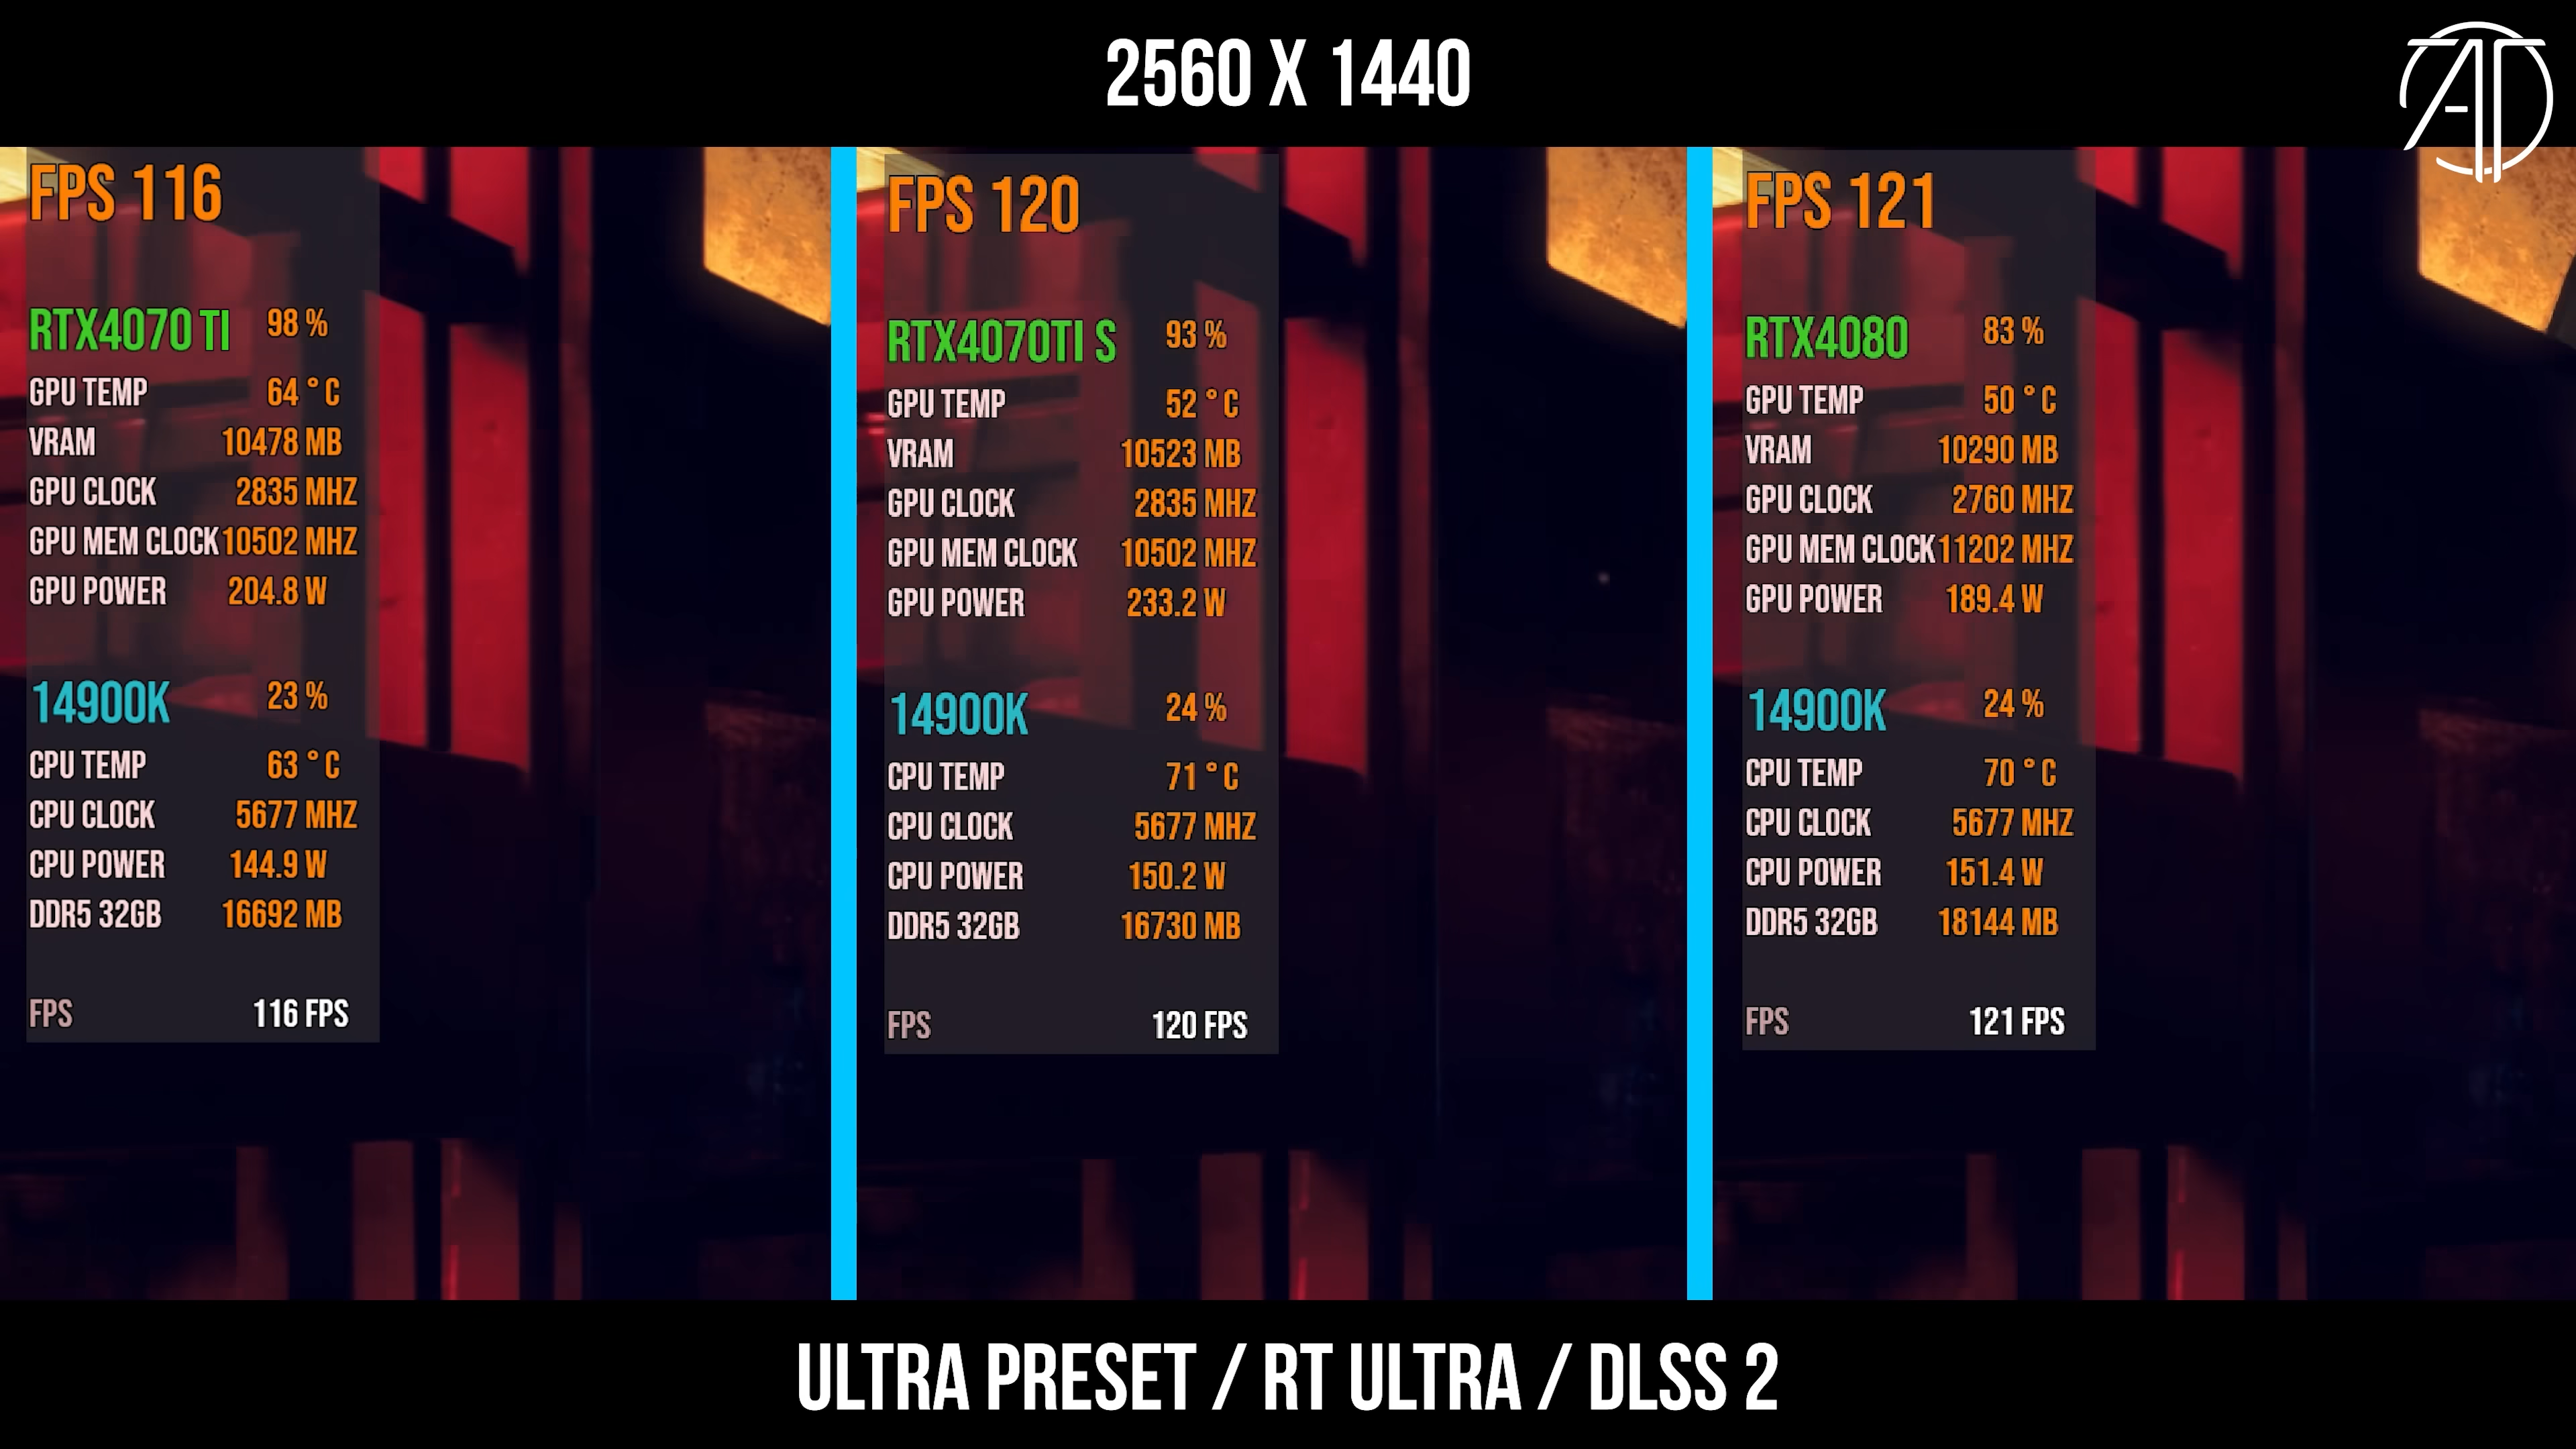 2560 X 1440
FPS 116
RTX4070 TI 98 %
GPU TEMP 64 °C
VRAM 10478 MB
GPU CLOCK 2835 MHZ
GPU MEM CLOCK 10502 MHZ
GPU POWER 204.8 W
14900K 23 %
CPU TEMP 63 °C
CPU CLOCK 5677 MHZ
CPU POWER 144.9 W
DDR5 32GB 16692 MB
FPS 116 FPS
FPS 120
RTX4070TI S 93 %
GPU TEMP 52 °C
VRAM 10523 MB
GPU CLOCK 2835 MHZ
GPU MEM CLOCK 10502 MHZ
GPU POWER 233.2 W
14900K 24 %
CPU TEMP 71 °C
CPU CLOCK 5677 MHZ
CPU POWER 150.2 W
DDR5 32GB 16730 MB
FPS 120 FPS
FPS 121
RTX4080 83 %
GPU TEMP 50 °C
VRAM 10290 MB
GPU CLOCK 2760 MHZ
GPU MEM CLOCK 11202 MHZ
GPU POWER 189.4 W
14900K 24 %
CPU TEMP 70 °C
CPU CLOCK 5677 MHZ
CPU POWER 151.4 W
DDR5 32GB 18144 MB
FPS 121 FPS
ULTRA PRESET / RT ULTRA / DLSS 2